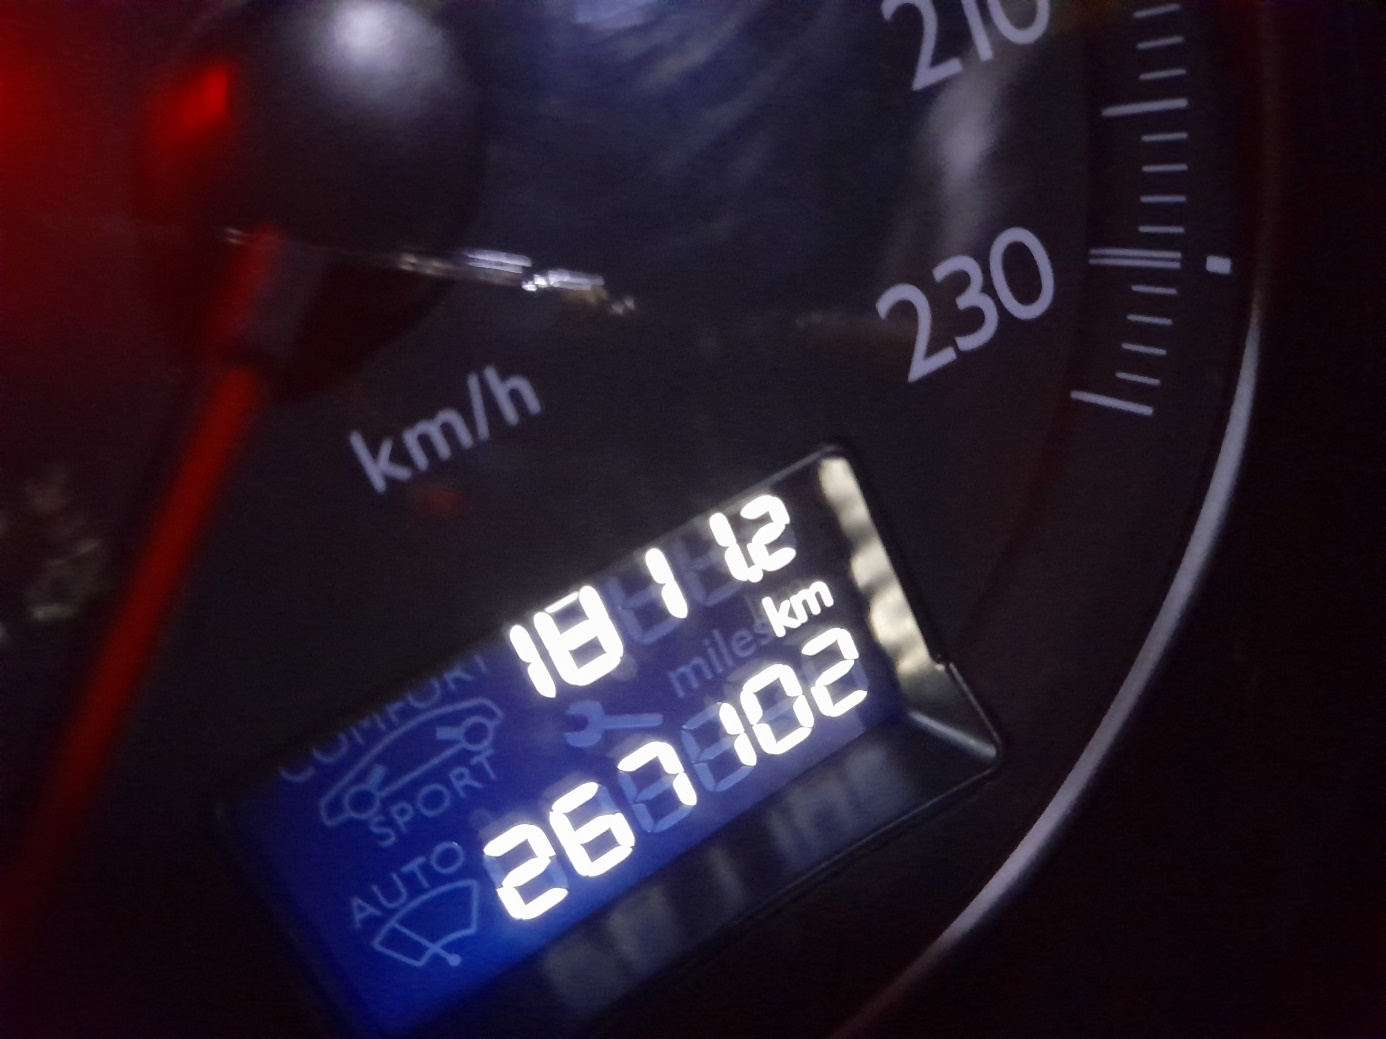 210
230
km/h
1811.2
km
miles
COMFORT
SPORT
267102
AUTO